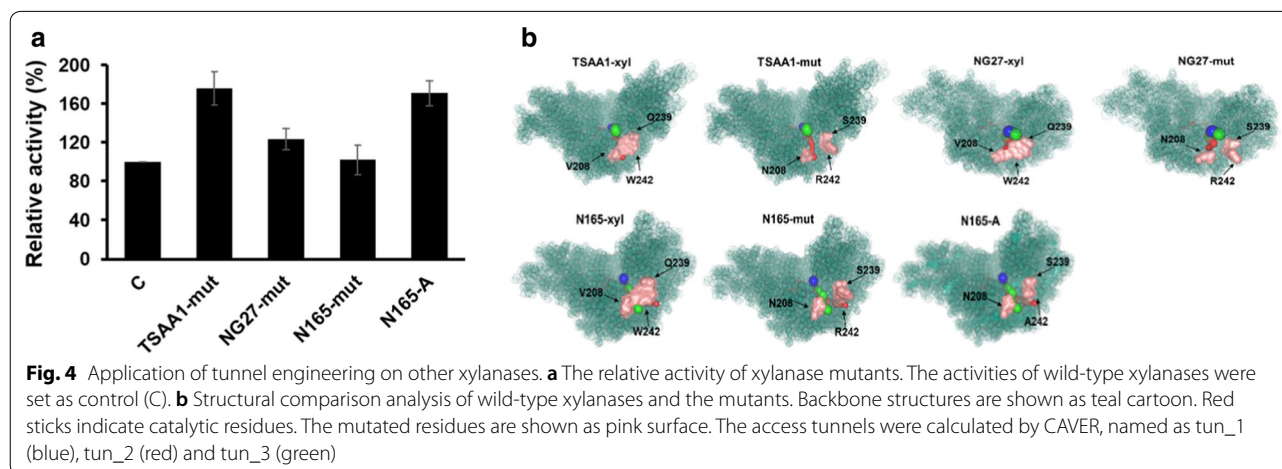 a
Relative activity (%)
200
160
120
80
40
0
C
TSAA1-mut
NG27-mut
N165-mut
N165-A
b
TSAA1-xyl
Q239
V208
W242
TSAA1-mut
S239
N208
R242
NG27-xyl
Q239
V208
W242
NG27-mut
S239
N208
R242
N165-xyl
Q239
V208
W242
N165-mut
S239
N208
R242
N165-A
S239
N208
A242
Fig. 4 Application of tunnel engineering on other xylanases. a The relative activity of xylanase mutants. The activities of wild-type xylanases were
set as control (C). b Structural comparison analysis of wild-type xylanases and the mutants. Backbone structures are shown as teal cartoon. Red
sticks indicate catalytic residues. The mutated residues are shown as pink surface. The access tunnels were calculated by CAVER, named as tun_1
(blue), tun_2 (red) and tun_3 (green)